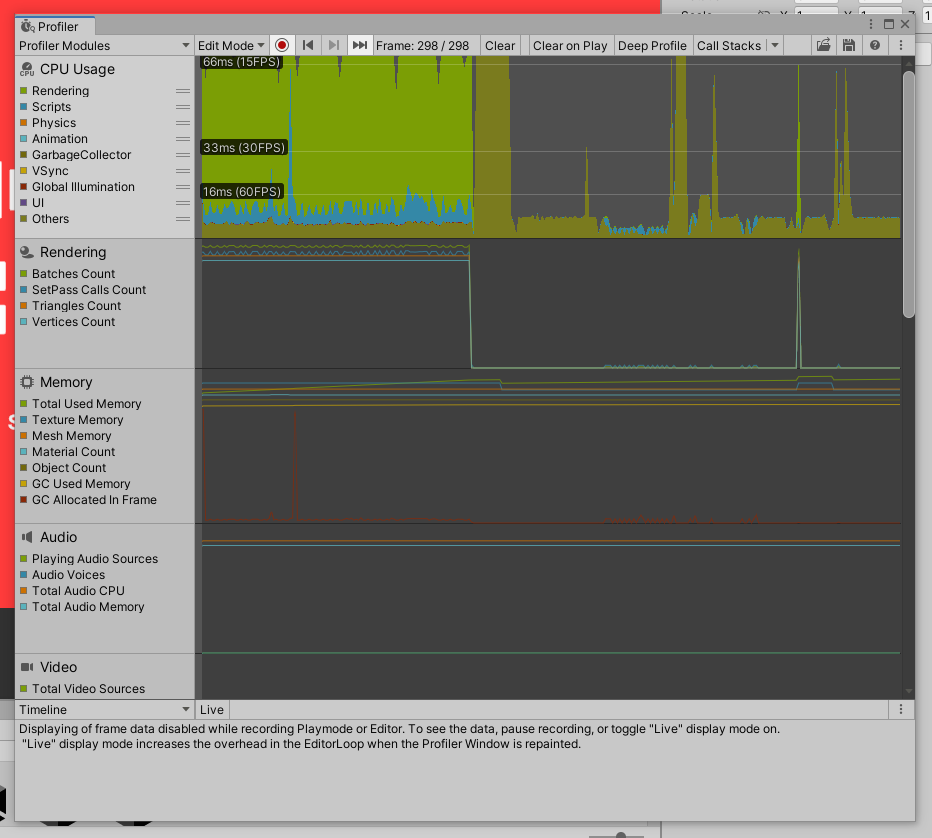 Profiler
Profiler Modules
Edit Mode
Frame: 298 / 298
Clear
Clear on Play
Deep Profile
Call Stacks
CPU Usage
Rendering
Scripts
Physics
Animation
GarbageCollector
VSync
Global Illumination
UI
Others
66ms (15FPS)
33ms (30FPS)
16ms (60FPS)
Rendering
Batches Count
SetPass Calls Count
Triangles Count
Vertices Count
Memory
Total Used Memory
Texture Memory
Mesh Memory
Material Count
Object Count
GC Used Memory
GC Allocated In Frame
Audio
Playing Audio Sources
Audio Voices
Total Audio CPU
Total Audio Memory
Video
Total Video Sources
Timeline
Live
Displaying of frame data disabled while recording Playmode or Editor. To see the data, pause recording, or toggle "Live" display mode on.
"Live" display mode increases the overhead in the EditorLoop when the Profiler Window is repainted.